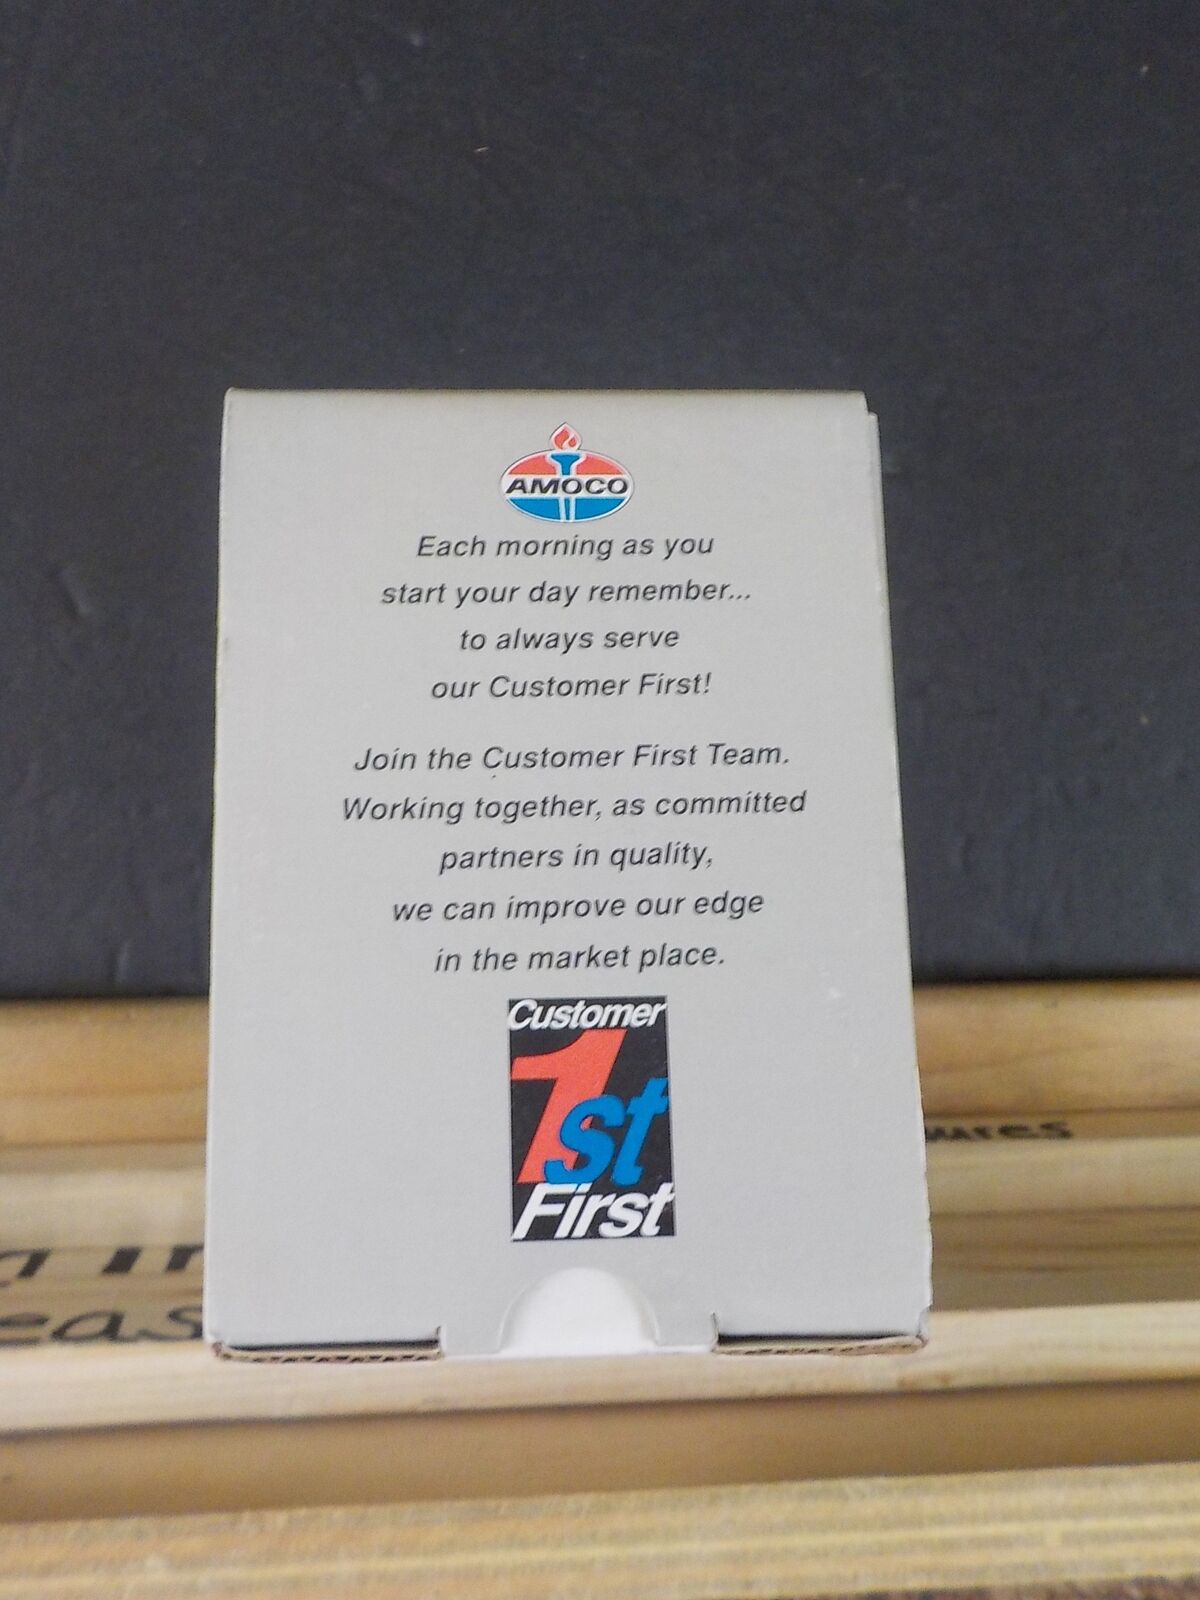 AMOCO
Each morning as you
start your day remember...
to always serve
our Customer First!
Join the Customer First Team.
Working together, as committed
partners in quality,
we can improve our edge
in the market place.
Customer
1st
First